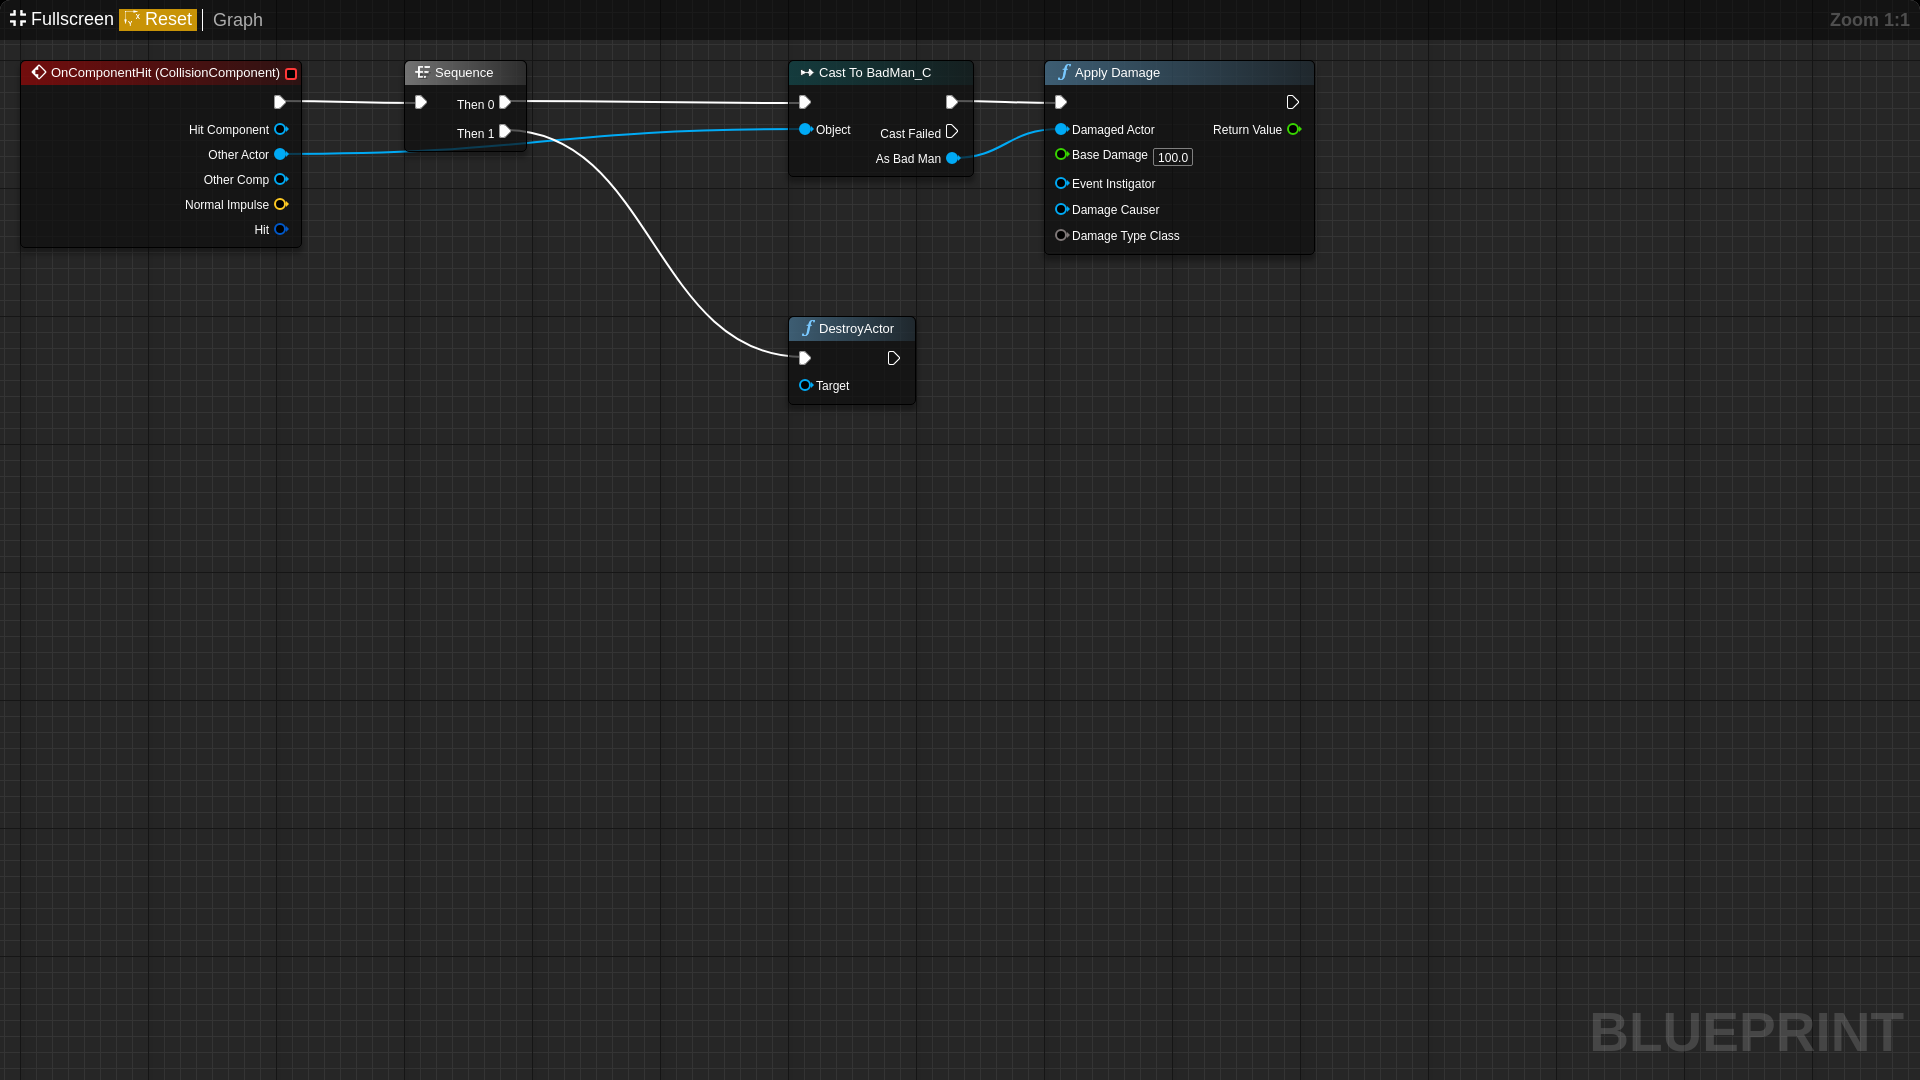 Fullscreen Reset Graph Zoom 1:1
OnComponentHit (CollisionComponent)
Hit Component
Other Actor
Other Comp
Normal Impulse
Hit
Sequence
Then 0
Then 1
Cast To BadMan_C
Object
Cast Failed
As Bad Man
Apply Damage
Damaged Actor Return Value
Base Damage 100.0
Event Instigator
Damage Causer
Damage Type Class
DestroyActor
Target
BLUEPRINT